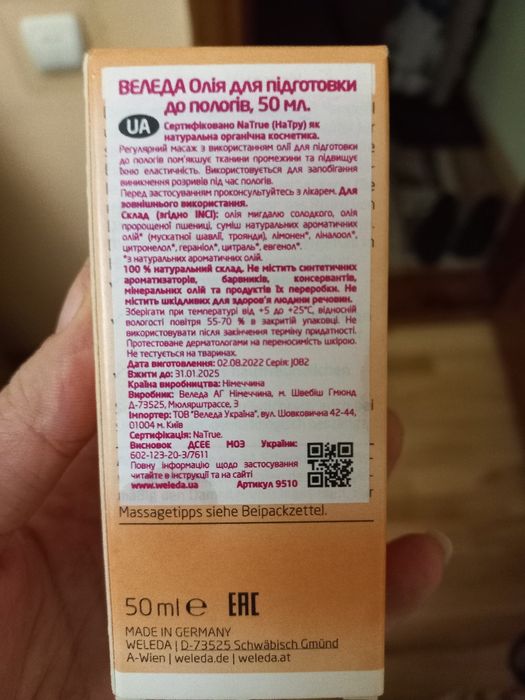 ВЕЛЕДА Олія для підготовки
до пологів, 50 мл.
UA
Сертифіковано NaTrue (НаТру) як
натуральна органічна косметика.
Регулярний масаж з використанням олії для підготовки
до пологів пом'якшує тканини промежини та підвищує
їхню еластичність. Використовується для запобігання
виникнення розривів під час пологів.
Перед застосуванням проконсультуйтесь з лікарем. Для
зовнішнього використання.
Склад (згідно INCI): олія мигдалю солодкого, олія
пророщеної пшениці, суміш натуральних ароматичних
олій* (мускатної шавлії, троянди), лімонен*, ліналоол*,
цитронелол*, гераніол*, цитраль*, евгенол*.
*з натуральних ароматичних олій.
100 % натуральний склад. Не містить синтетичних
ароматизаторів, барвників, консервантів,
мінеральних олій та продуктів їх переробки. Не
містить шкідливих для здоров'я людини речовин.
Зберігати при температурі від +5 до +25°С, відносній
вологості повітря 55-70 % в закритій упаковці. Не
використовувати після закінчення терміну придатності.
Протестоване дерматологами на переносимість шкірою.
Не тестується на тваринах.
Дата виготовлення: 02.08.2022 Серія: J082
Вжити до: 31.01.2025
Країна виробництва: Німеччина
Виробник: Веледа АГ Німеччина, м. Швебіш Гмюнд
Д-73525, Мюлярштрассе, 3
Імпортер: ТОВ "Веледа Україна", вул. Шовковична 42-44,
01004 м. Київ
Сертифікація: NaTrue.
Висновок ДСЕЕ МОЗ України:
602-123-20-3/7611
Повну інформацію щодо застосування
читайте в інструкції та на сайті
www.weleda.ua Артикул 9510
Massagetipps siehe Beipackzettel.
50 ml e EAC
MADE IN GERMANY
WELEDA | D-73525 Schwäbisch Gmünd
A-Wien | weleda.de | weleda.at